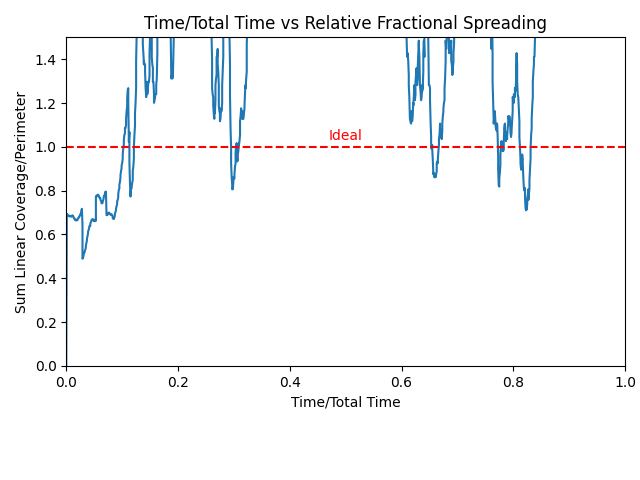 Time/Total Time vs Relative Fractional Spreading
Sum Linear Coverage/Perimeter
1.4
1.2
1.0
0.8
0.6
0.4
0.2
0.0
Ideal
0.0 0.2 0.4 0.6 0.8 1.0
Time/Total Time